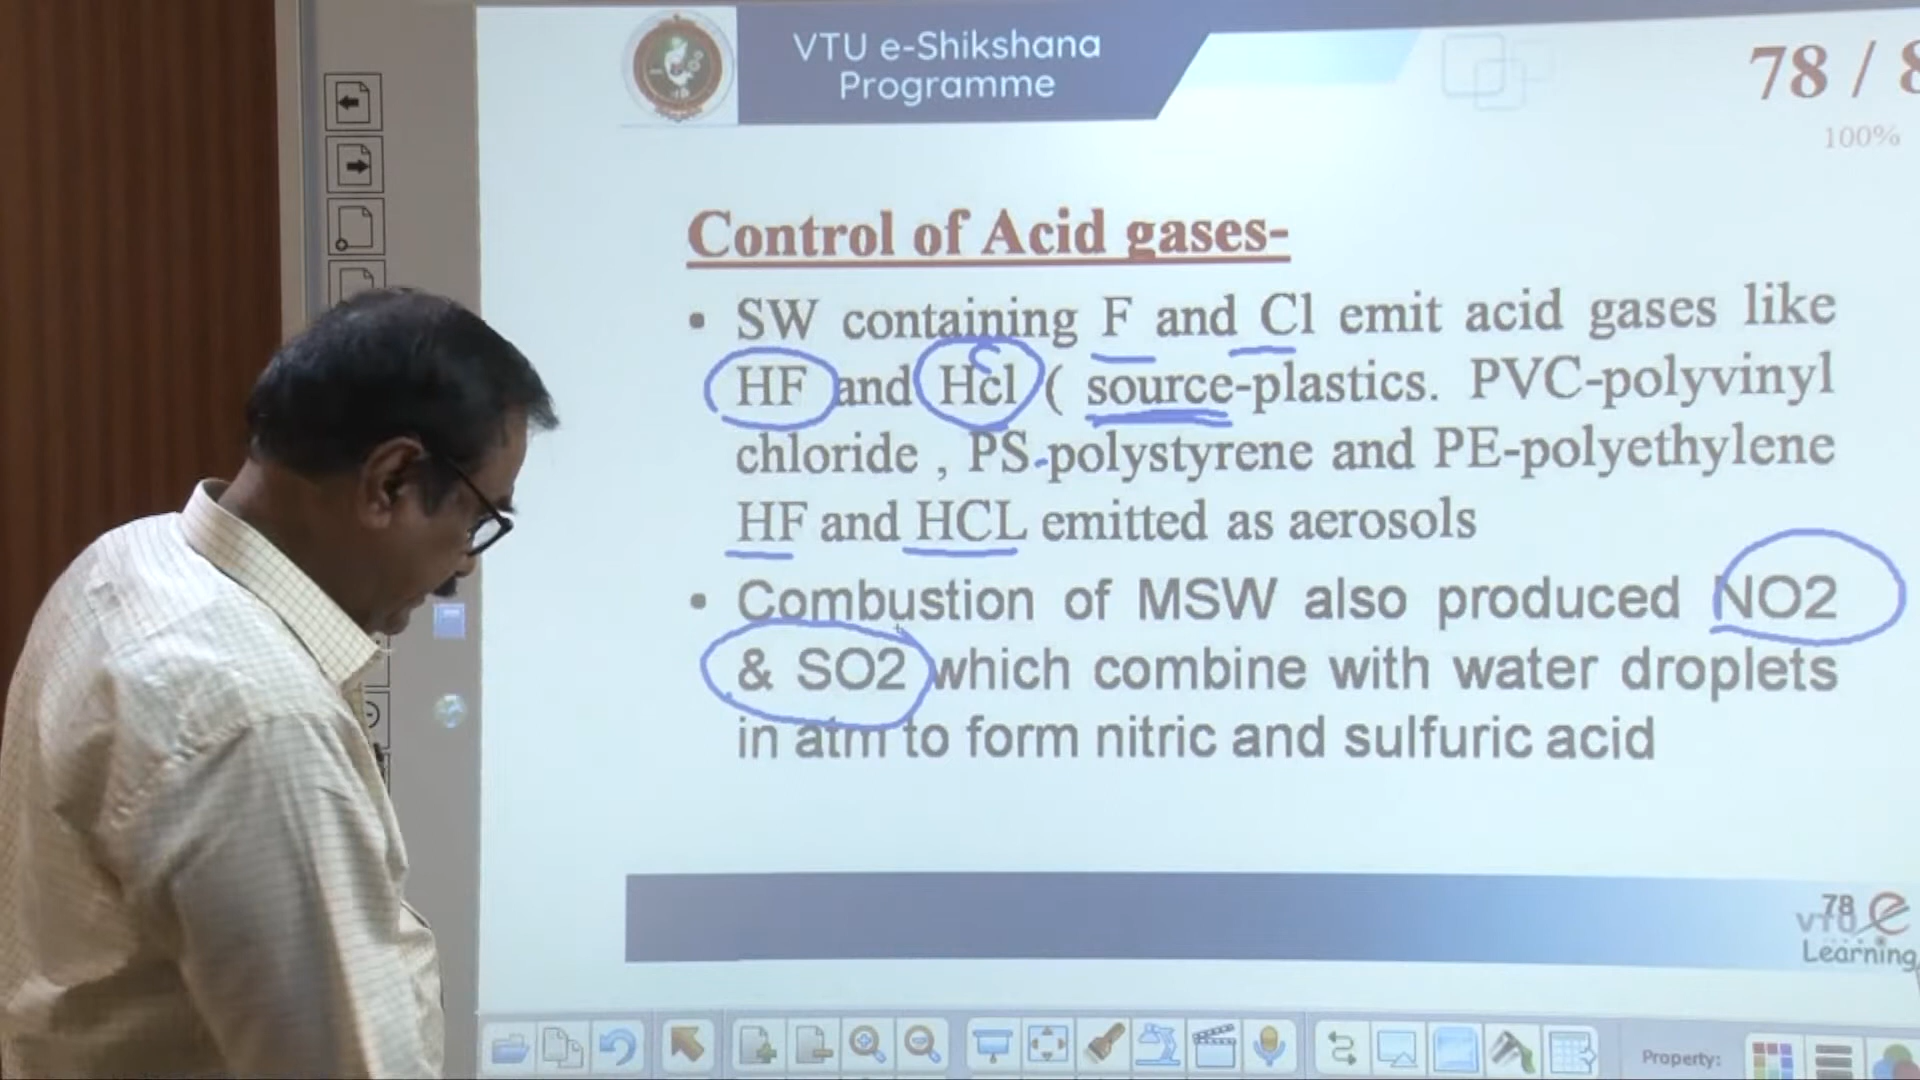 VTU e-Shikshana
Programme
78 / 8
100%
Control of Acid gases-
• SW containing F and Cl emit acid gases like
HF and Hcl ( source-plastics. PVC-polyvinyl
chloride , PS-polystyrene and PE-polyethylene
HF and HCL emitted as aerosols
• Combustion of MSW also produced NO2
& SO2 which combine with water droplets
in atm to form nitric and sulfuric acid
78
VTU e
Learning
Property: